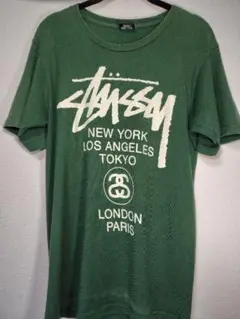 Stüssy
NEW YORK
LOS ANGELES
TOKYO
LONDON
PARIS